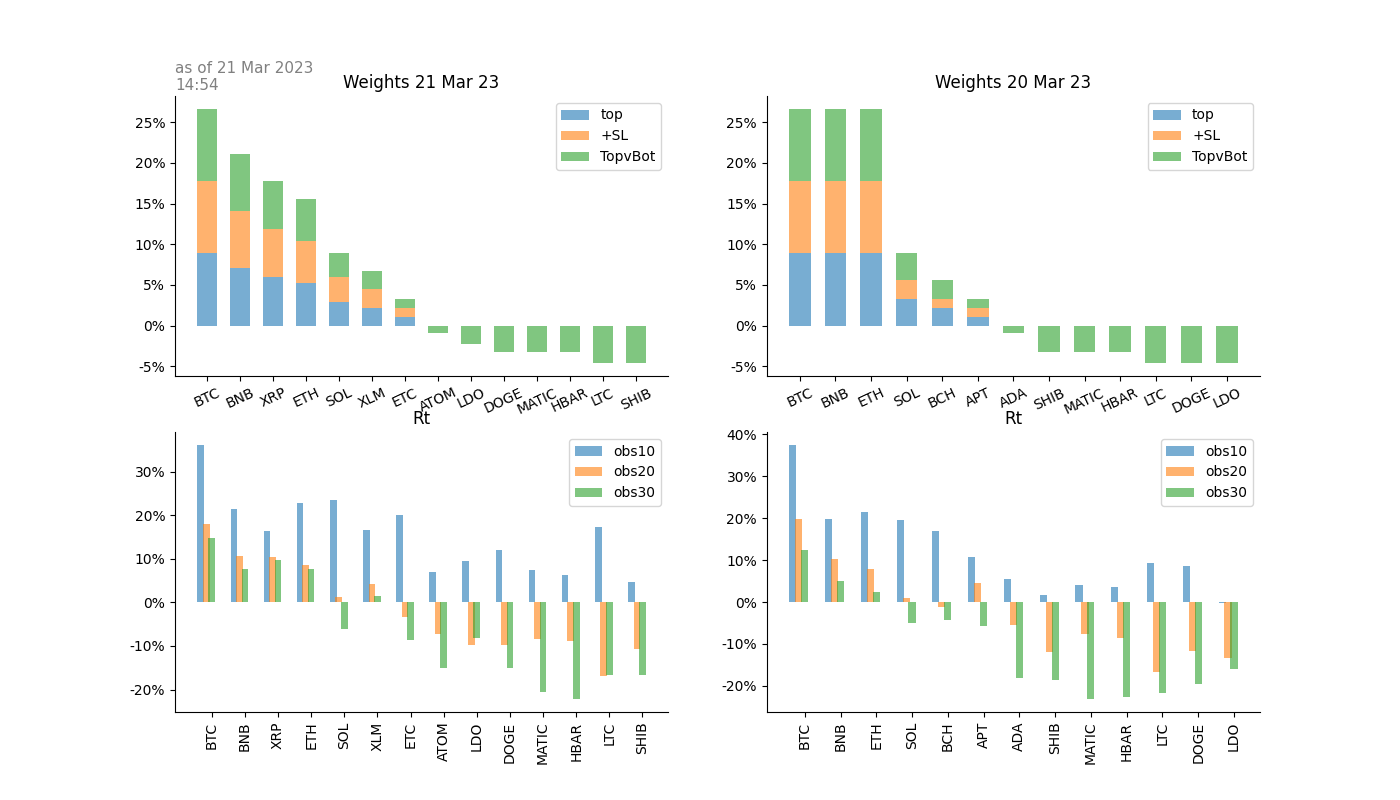 as of 21 Mar 2023
14:54
Weights 21 Mar 23
25%
20%
15%
10%
5%
0%
-5%
top
+SL
TopvBot
BTC BNB XRP ETH SOL XLM ETC ATOM LDO DOGE MATIC HBAR LTC SHIB
Weights 20 Mar 23
25%
20%
15%
10%
5%
0%
-5%
top
+SL
TopvBot
BTC BNB ETH SOL BCH APT ADA SHIB MATIC HBAR LTC DOGE LDO
Rt
30%
20%
10%
0%
-10%
-20%
obs10
obs20
obs30
BTC BNB XRP ETH SOL XLM ETC ATOM LDO DOGE MATIC HBAR LTC SHIB
Rt
40%
30%
20%
10%
0%
-10%
-20%
obs10
obs20
obs30
BTC BNB ETH SOL BCH APT ADA SHIB MATIC HBAR LTC DOGE LDO